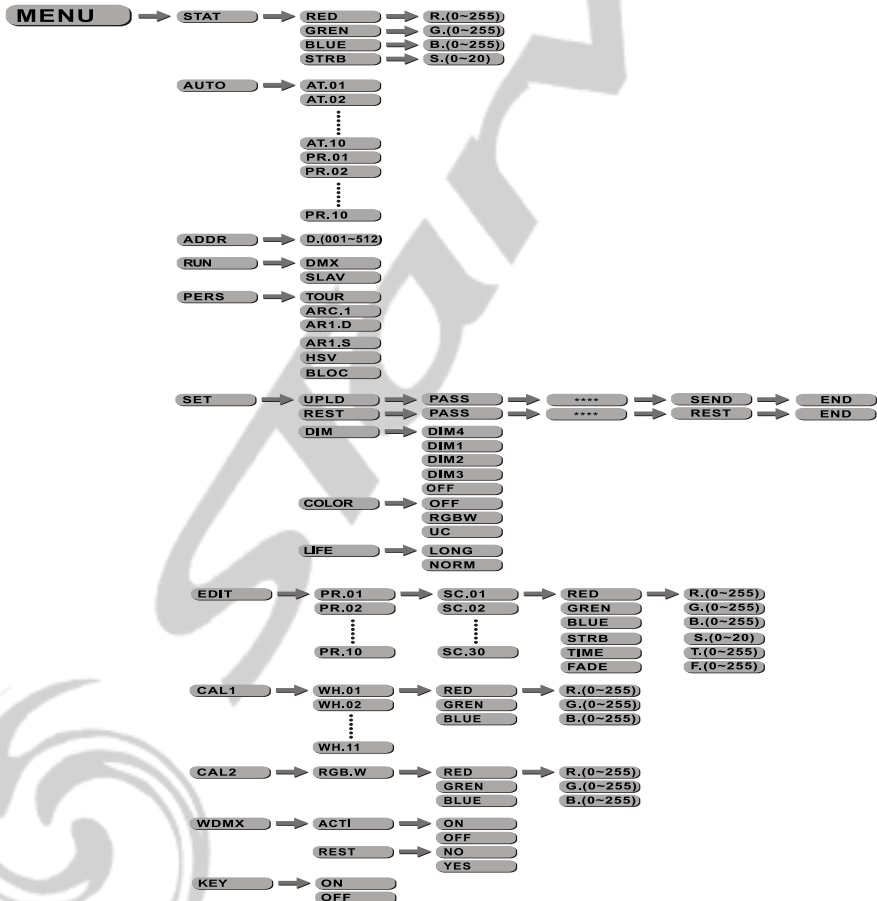 MENU STAT RED R.(0~255)
GREN G.(0~255)
BLUE B.(0~255)
STRB S.(0~20)
AUTO AT.01
AT.02
AT.10
PR.01
PR.02
PR.10
ADDR D.(001~512)
RUN DMX
SLAV
PERS TOUR
ARC.1
AR1.D
AR1.S
HSV
BLOC
SET UPLD PASS **** SEND END
REST PASS **** REST END
DIM DIM4
DIM1
DIM2
DIM3
OFF
COLOR OFF
RGBW
UC
LIFE LONG
NORM
EDIT PR.01 SC.01 RED R.(0~255)
PR.02 SC.02 GREN G.(0~255)
BLUE B.(0~255)
STRB S.(0~20)
PR.10 SC.30 TIME T.(0~255)
FADE F.(0~255)
CAL1 WH.01 RED R.(0~255)
WH.02 GREN G.(0~255)
BLUE B.(0~255)
WH.11
CAL2 RGB.W RED R.(0~255)
GREN G.(0~255)
BLUE B.(0~255)
WDMX ACTI ON
OFF
REST NO
YES
KEY ON
OFF